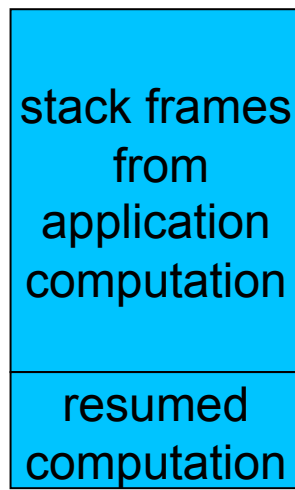 stack frames
from
application
computation
resumed
computation